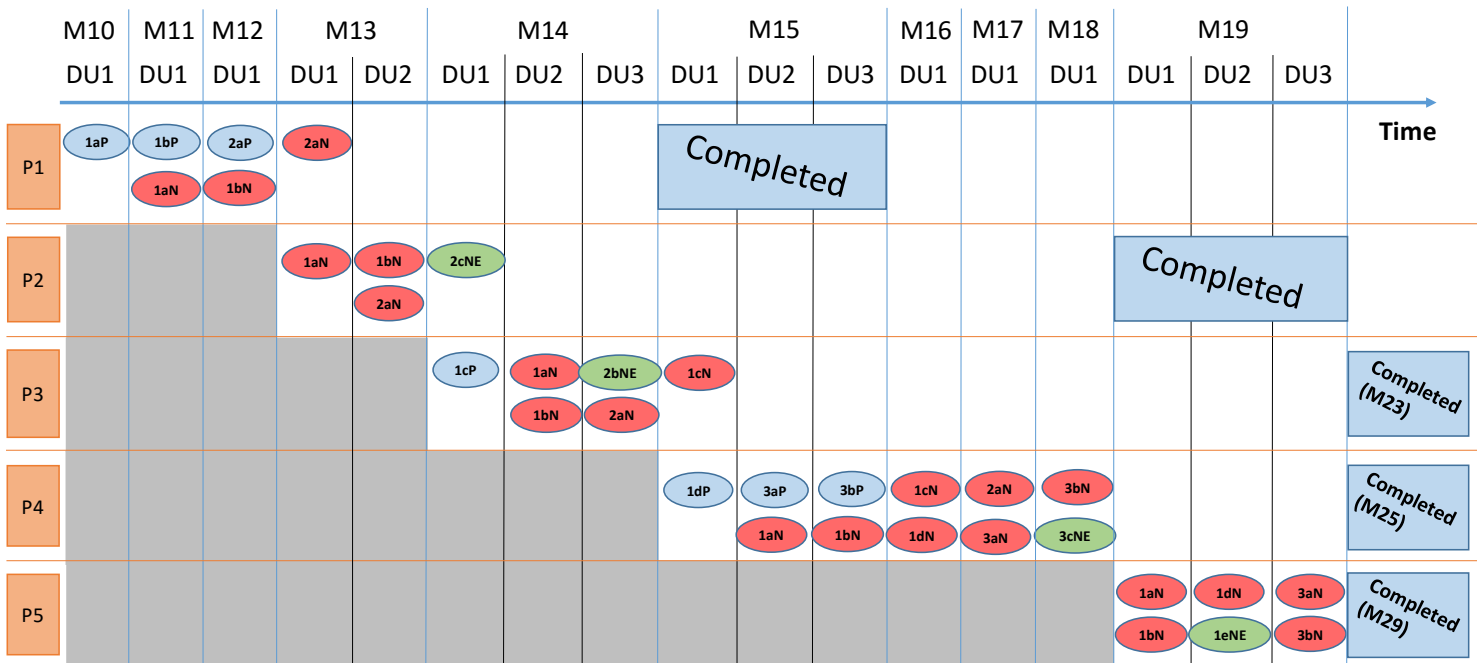 M10 M11 M12 M13 M14 M15 M16 M17 M18 M19
DU1 DU1 DU1 DU1 DU2 DU1 DU2 DU3 DU1 DU2 DU3 DU1 DU1 DU1 DU1 DU2 DU3
Time
P1 1aP 1bP 2aP 2aN Completed
1aN 1bN
P2 1aN 1bN 2cNE Completed
2aN
P3 1cP 1aN 2bNE 1cN Completed
(M23)
1bN 2aN
P4 1dP 3aP 3bP 1cN 2aN 3bN Completed
(M25)
1aN 1bN 1dN 3aN 3cNE
P5 1aN 1dN 3aN Completed
(M29)
1bN 1eNE 3bN